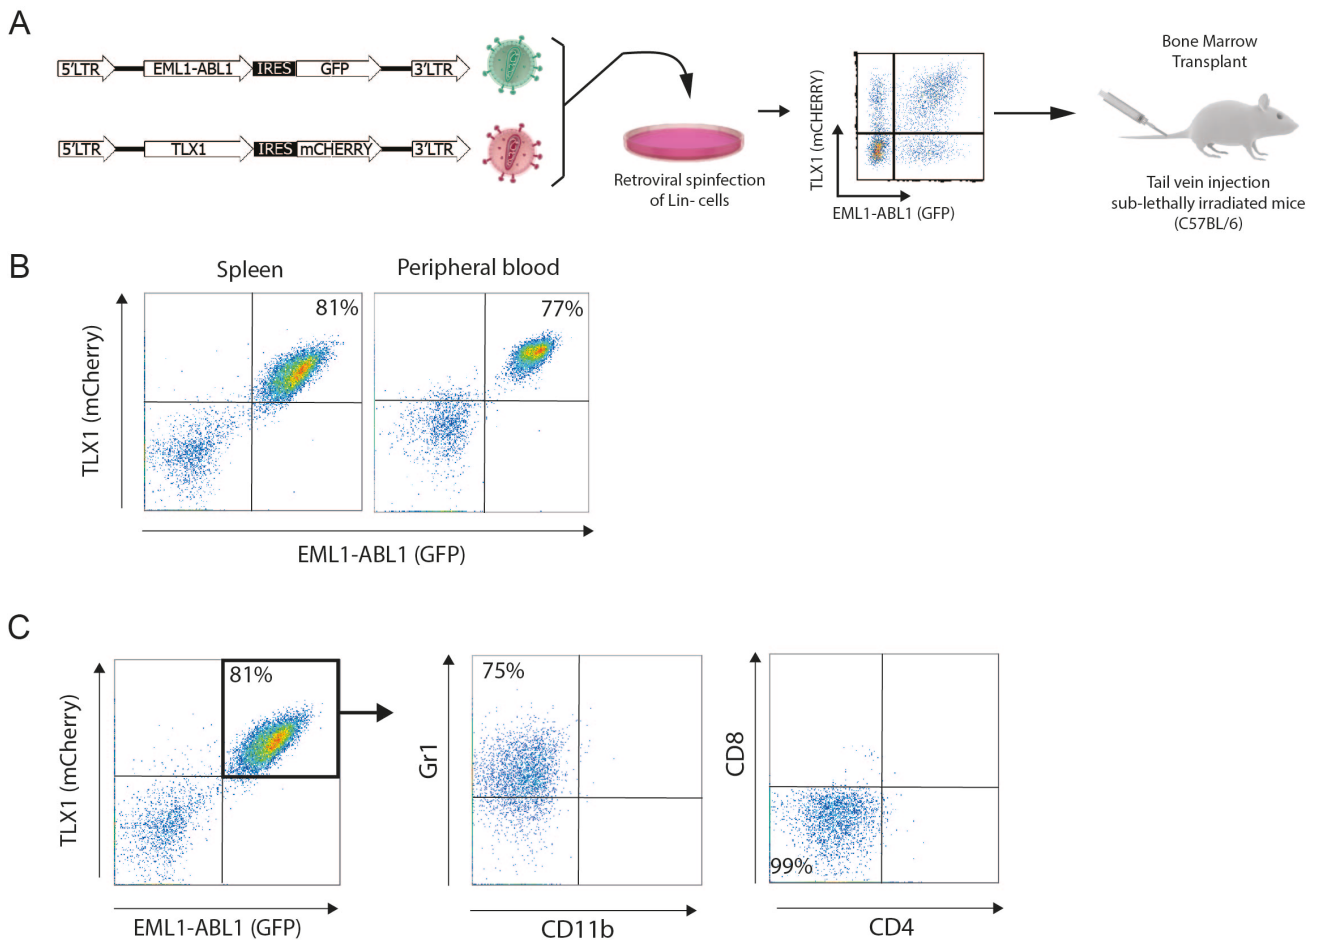 A
5'LTR EML1-ABL1 IRES GFP 3'LTR
5'LTR TLX1 IRES mCHERRY 3'LTR
Retroviral spinfection
of Lin- cells
TLX1 (mCHERRY)
EML1-ABL1 (GFP)
Bone Marrow
Transplant
Tail vein injection
sub-lethally irradiated mice
(C57BL/6)
B
Spleen
Peripheral blood
81%
77%
TLX1 (mCherry)
EML1-ABL1 (GFP)
C
81%
TLX1 (mCherry)
EML1-ABL1 (GFP)
75%
Gr1
CD11b
CD8
99%
CD4